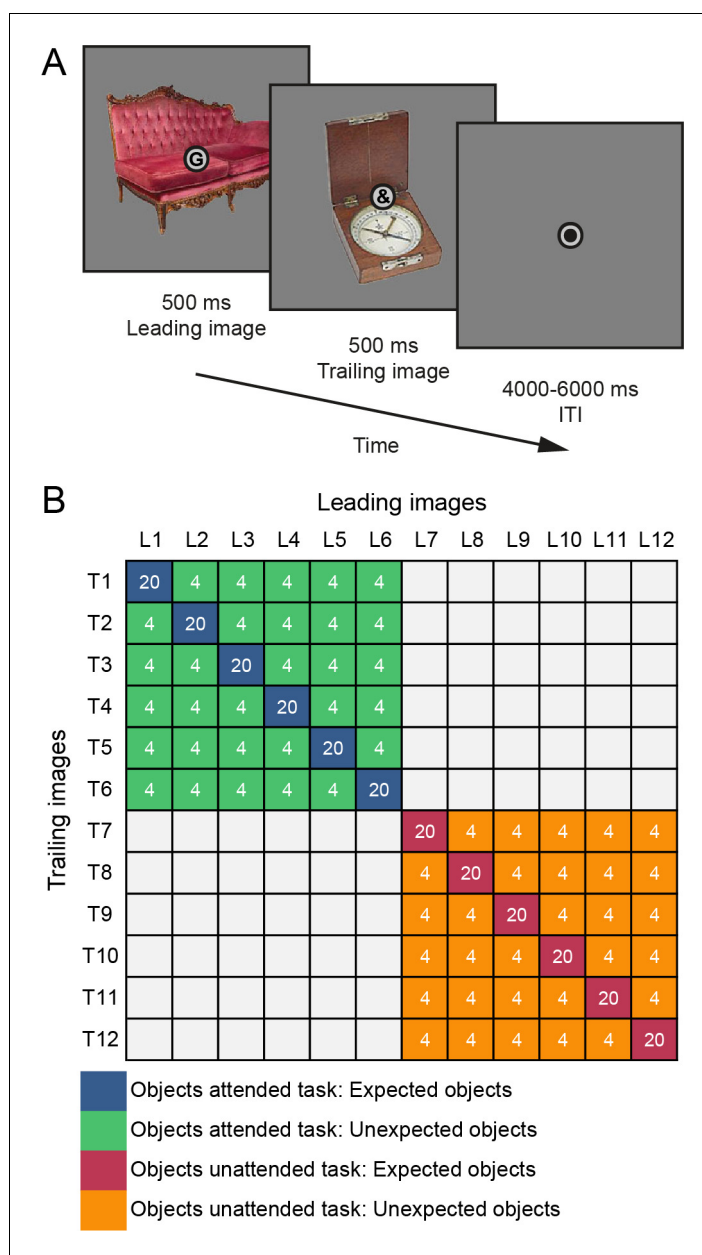 A
G
&
500 ms
Leading image
500 ms
Trailing image
4000-6000 ms
ITI
Time
B
Leading images
L1 L2 L3 L4 L5 L6 L7 L8 L9 L10 L11 L12
Trailing images
T1 20 4 4 4 4 4
T2 4 20 4 4 4 4
T3 4 4 20 4 4 4
T4 4 4 4 20 4 4
T5 4 4 4 4 20 4
T6 4 4 4 4 4 20
T7 20 4 4 4 4 4
T8 4 20 4 4 4 4
T9 4 4 20 4 4 4
T10 4 4 4 20 4 4
T11 4 4 4 4 20 4
T12 4 4 4 4 4 20
Objects attended task: Expected objects
Objects attended task: Unexpected objects
Objects unattended task: Expected objects
Objects unattended task: Unexpected objects